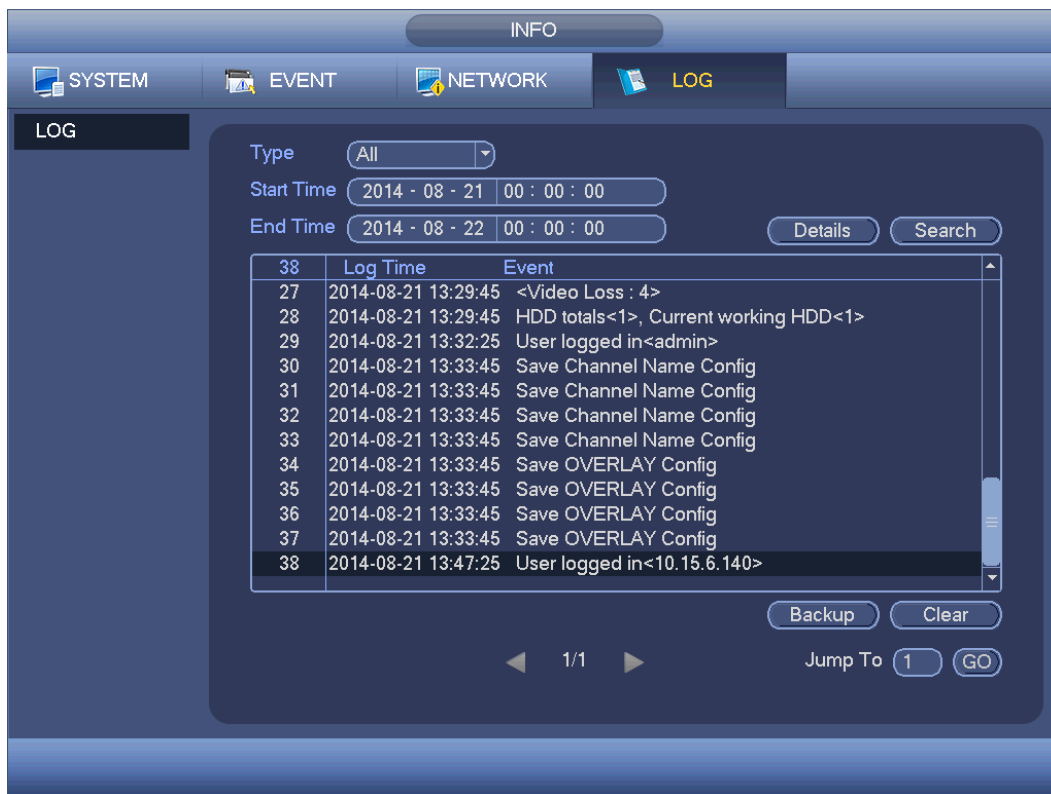 INFO
SYSTEM EVENT NETWORK LOG
LOG
Type All
Start Time 2014 - 08 - 21 00 : 00 : 00
End Time 2014 - 08 - 22 00 : 00 : 00 Details Search
38 Log Time Event
27 2014-08-21 13:29:45 <Video Loss : 4>
28 2014-08-21 13:29:45 HDD totals<1>, Current working HDD<1>
29 2014-08-21 13:32:25 User logged in<admin>
30 2014-08-21 13:33:45 Save Channel Name Config
31 2014-08-21 13:33:45 Save Channel Name Config
32 2014-08-21 13:33:45 Save Channel Name Config
33 2014-08-21 13:33:45 Save Channel Name Config
34 2014-08-21 13:33:45 Save OVERLAY Config
35 2014-08-21 13:33:45 Save OVERLAY Config
36 2014-08-21 13:33:45 Save OVERLAY Config
37 2014-08-21 13:33:45 Save OVERLAY Config
38 2014-08-21 13:47:25 User logged in<10.15.6.140>
Backup Clear
1/1 Jump To 1 GO